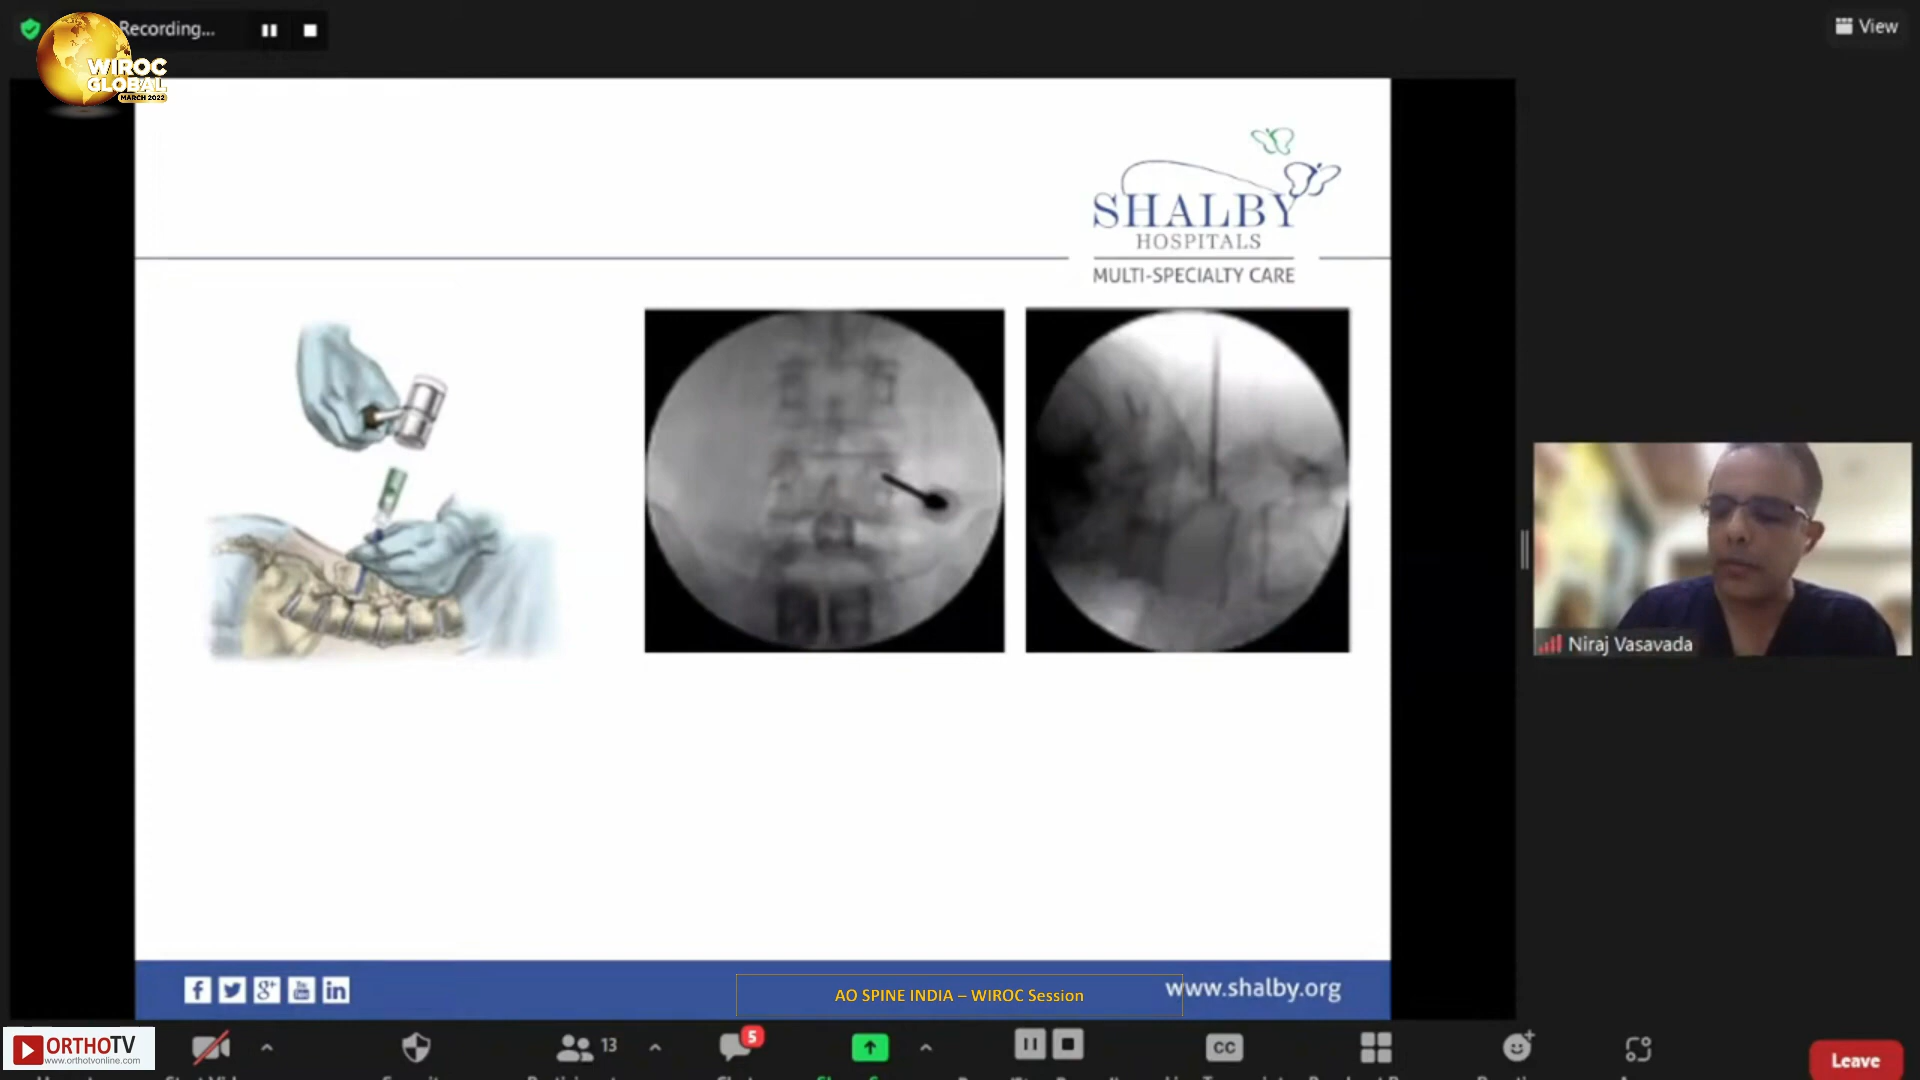 Recording...
View
WIROC
GLOBAL
MARCH 2022
SHALBY
HOSPITALS
MULTI-SPECIALTY CARE
Niraj Vasavada
AO SPINE INDIA – WIROC Session
www.shalby.org
ORTHOTV
www.orthotvonline.com
13
5
CC
Leave